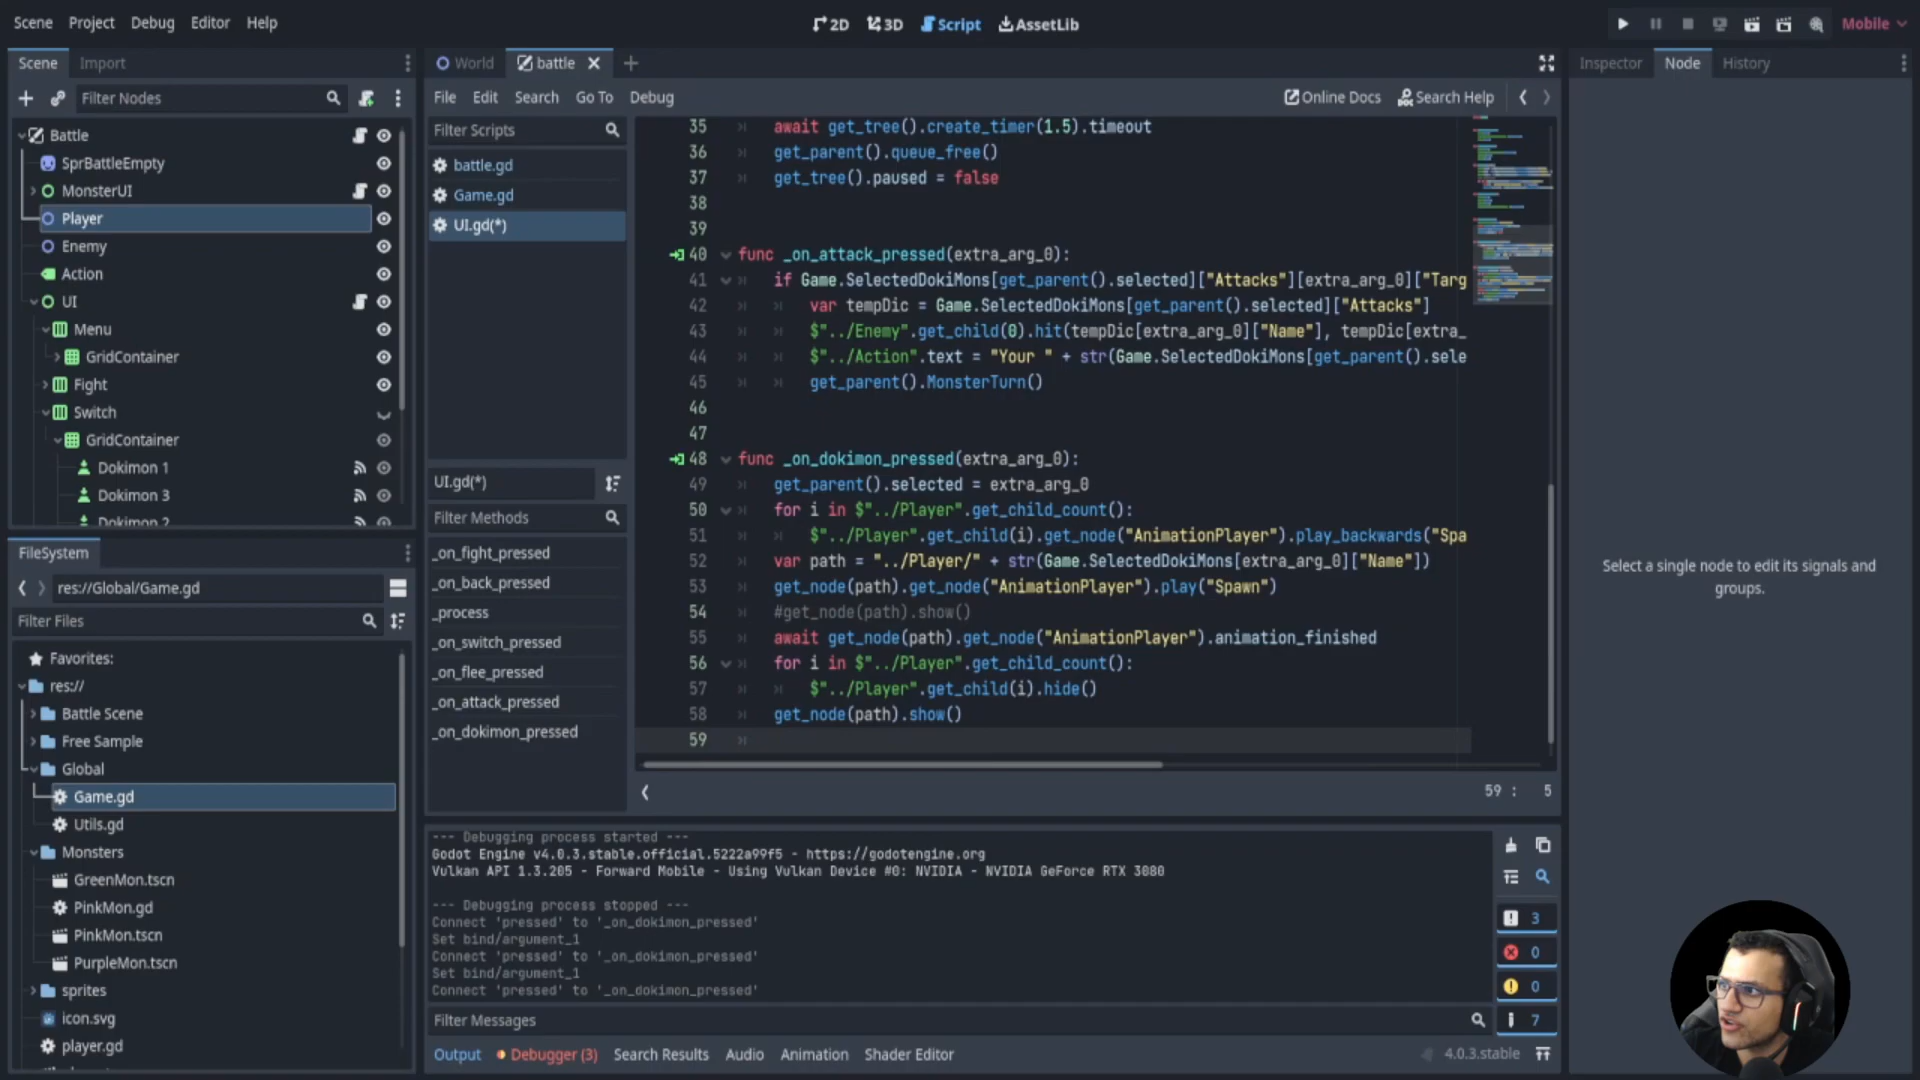 Scene Project Debug Editor Help
2D 3D Script AssetLib
Mobile
Scene Import
Filter Nodes
Battle
SprBattleEmpty
MonsterUI
Player
Enemy
Action
UI
Menu
GridContainer
Fight
Switch
GridContainer
Dokimon 1
Dokimon 3
Dokimon 2
FileSystem
res://Global/Game.gd
Filter Files
Favorites:
res://
Battle Scene
Free Sample
Global
Game.gd
Utils.gd
Monsters
GreenMon.tscn
PinkMon.gd
PinkMon.tscn
PurpleMon.tscn
sprites
icon.svg
player.gd
World battle
File Edit Search Go To Debug
Online Docs Search Help
Filter Scripts
battle.gd
Game.gd
UI.gd(*)
UI.gd(*)
Filter Methods
_on_fight_pressed
_on_back_pressed
_process
_on_switch_pressed
_on_flee_pressed
_on_attack_pressed
_on_dokimon_pressed
35 await get_tree().create_timer(1.5).timeout
36 get_parent().queue_free()
37 get_tree().paused = false
38
39
40 func _on_attack_pressed(extra_arg_0):
41 if Game.SelectedDokiMons[get_parent().selected]["Attacks"][extra_arg_0]["Targ
42 var tempDic = Game.SelectedDokiMons[get_parent().selected]["Attacks"]
43 $"../Enemy".get_child(0).hit(tempDic[extra_arg_0]["Name"], tempDic[extra_
44 $"../Action".text = "Your " + str(Game.SelectedDokiMons[get_parent().sele
45 get_parent().MonsterTurn()
46
47
48 func _on_dokimon_pressed(extra_arg_0):
49 get_parent().selected = extra_arg_0
50 for i in $"../Player".get_child_count():
51 $"../Player".get_child(i).get_node("AnimationPlayer").play_backwards("Spa
52 var path = "../Player/" + str(Game.SelectedDokiMons[extra_arg_0]["Name"])
53 get_node(path).get_node("AnimationPlayer").play("Spawn")
54 #get_node(path).show()
55 await get_node(path).get_node("AnimationPlayer").animation_finished
56 for i in $"../Player".get_child_count():
57 $"../Player".get_child(i).hide()
58 get_node(path).show()
59
59 : 5
--- Debugging process started ---
Godot Engine v4.0.3.stable.official.5222a99f5 - https://godotengine.org
Vulkan API 1.3.205 - Forward Mobile - Using Vulkan Device #0: NVIDIA - NVIDIA GeForce RTX 3080
--- Debugging process stopped ---
Connect 'pressed' to '_on_dokimon_pressed'
Set bind/argument_1
Connect 'pressed' to '_on_dokimon_pressed'
Set bind/argument_1
Connect 'pressed' to '_on_dokimon_pressed'
3
0
0
7
Filter Messages
Output Debugger (3) Search Results Audio Animation Shader Editor
4.0.3.stable
Inspector Node History
Select a single node to edit its signals and
groups.